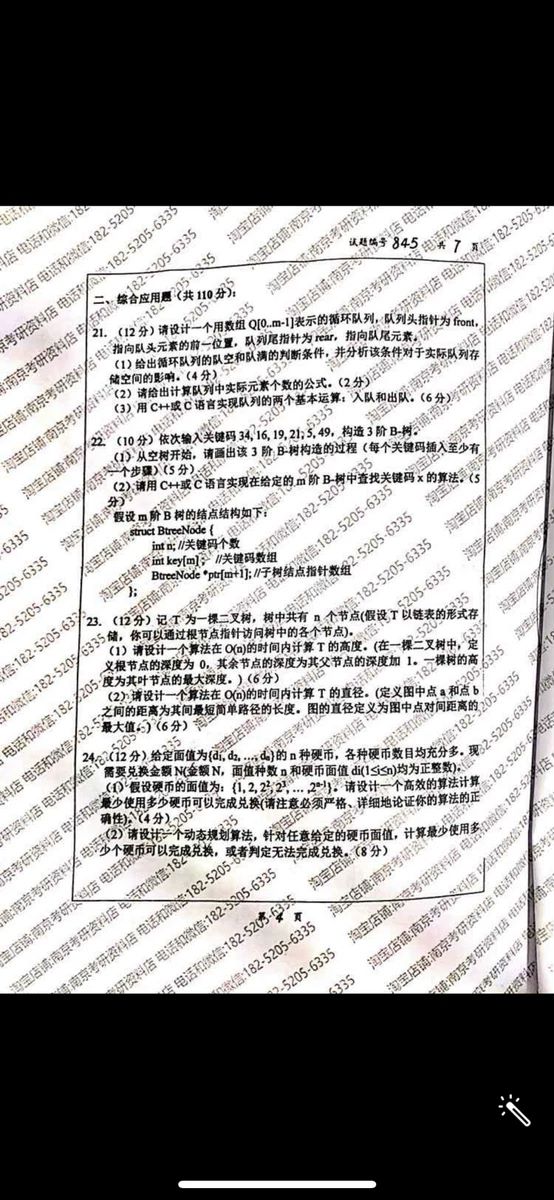 试题编号 845 共 7 页
二、综合应用题（共 110 分）：
21. （12 分）请设计一个用数组 Q[0..m-1]表示的循环队列，队列头指针为 front，
指向队头元素的前一位置，队列尾指针为 rear，指向队尾元素。
（1）给出循环队列的队空和队满的判断条件，并分析该条件对于实际队列存
储空间的影响。（4 分）
（2）请给出计算队列中实际元素个数的公式。（2 分）
（3）用 C++或 C 语言实现队列的两个基本运算：入队和出队。（6 分）
22. （10 分）依次输入关键码 34, 16, 19, 21, 5, 49，构造 3 阶 B-树。
（1）从空树开始，请画出该 3 阶 B-树构造的过程（每个关键码插入至少有
一个步骤）（5 分）
（2）请用 C++或 C 语言实现在给定的 m 阶 B-树中查找关键码 x 的算法。（5
分）
假设 m 阶 B 树的结点结构如下：
struct BtreeNode {
int n; //关键码个数
int key[m]; //关键码数组
BtreeNode *ptr[m+1]; //子树结点指针数组
};
23. （12 分）记 T 为一棵二叉树，树中共有 n 个节点(假设 T 以链表的形式存
储，你可以通过根节点指针访问树中的各个节点)。
（1）请设计一个算法在 O(n)的时间内计算 T 的高度。(在一棵二叉树中，定
义根节点的深度为 0，其余节点的深度为其父节点的深度加 1。一棵树的高
度为其叶节点的最大深度。)（6 分）
（2）请设计一个算法在 O(n)的时间内计算 T 的直径。（定义图中点 a 和点 b
之间的距离为其间最短简单路径的长度。图的直径定义为图中点对间距离的
最大值。）（6 分）
24. （12 分）给定面值为{d₁, d₂, …, dₙ}的 n 种硬币，各种硬币数目均充分多。现
需要兑换金额 N(金额 N，面值种数 n 和硬币面值 di(1≤i≤n)均为正整数)。
（1）假设硬币的面值为：{1, 2, 2², 2³, … ,2ⁿ⁻¹}。请设计一个高效的算法计算
最少使用多少硬币可以完成兑换(请注意必须严格、详细地论证你的算法的正
确性)。（4 分）
（2）请设计一个动态规划算法，针对任意给定的硬币面值，计算最少使用多
少个硬币可以完成兑换，或者判定无法完成兑换。（8 分）
第 4 页
淘宝店铺:南京考研资料店 电话和微信:182-5205-6335